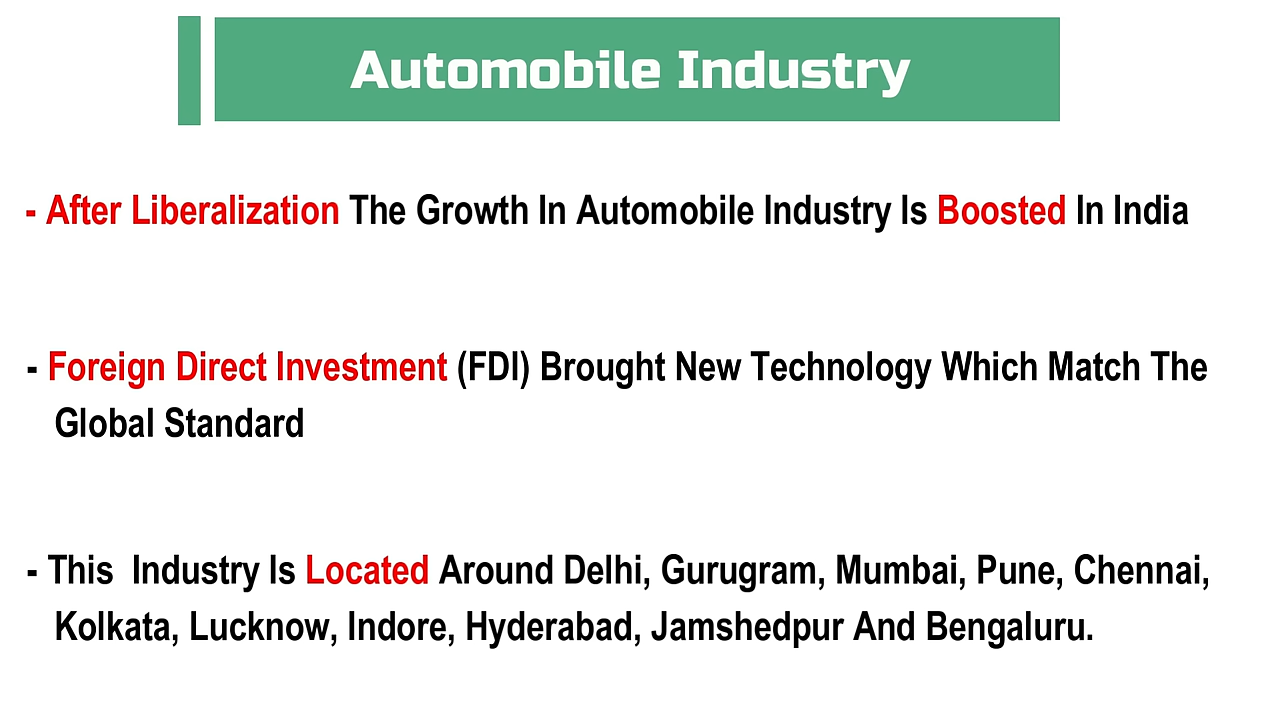 Automobile Industry
- After Liberalization The Growth In Automobile Industry Is Boosted In India
- Foreign Direct Investment (FDI) Brought New Technology Which Match The
Global Standard
- This  Industry Is Located Around Delhi, Gurugram, Mumbai, Pune, Chennai,
Kolkata, Lucknow, Indore, Hyderabad, Jamshedpur And Bengaluru.